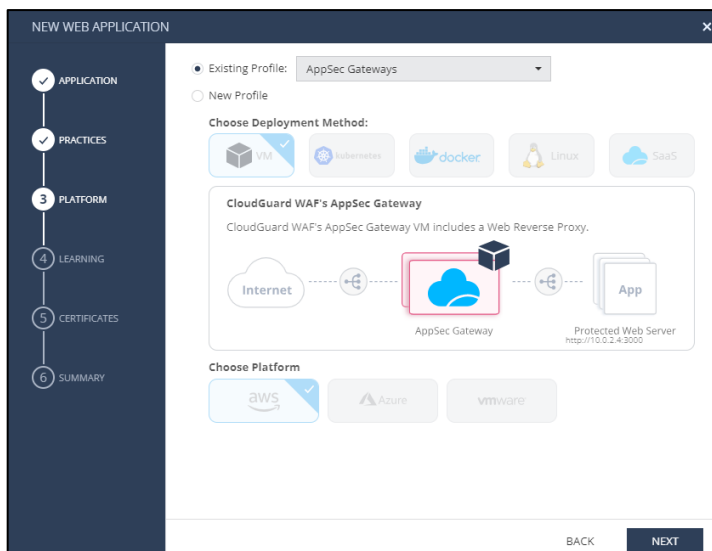 NEW WEB APPLICATION
APPLICATION
PRACTICES
3 PLATFORM
4 LEARNING
5 CERTIFICATES
6 SUMMARY
Existing Profile: AppSec Gateways
New Profile
Choose Deployment Method:
VM kubernetes docker Linux SaaS
CloudGuard WAF's AppSec Gateway
CloudGuard WAF's AppSec Gateway VM includes a Web Reverse Proxy.
Internet App
AppSec Gateway Protected Web Server
http://10.0.2.4:3000
Choose Platform
aws Azure vmware
BACK NEXT